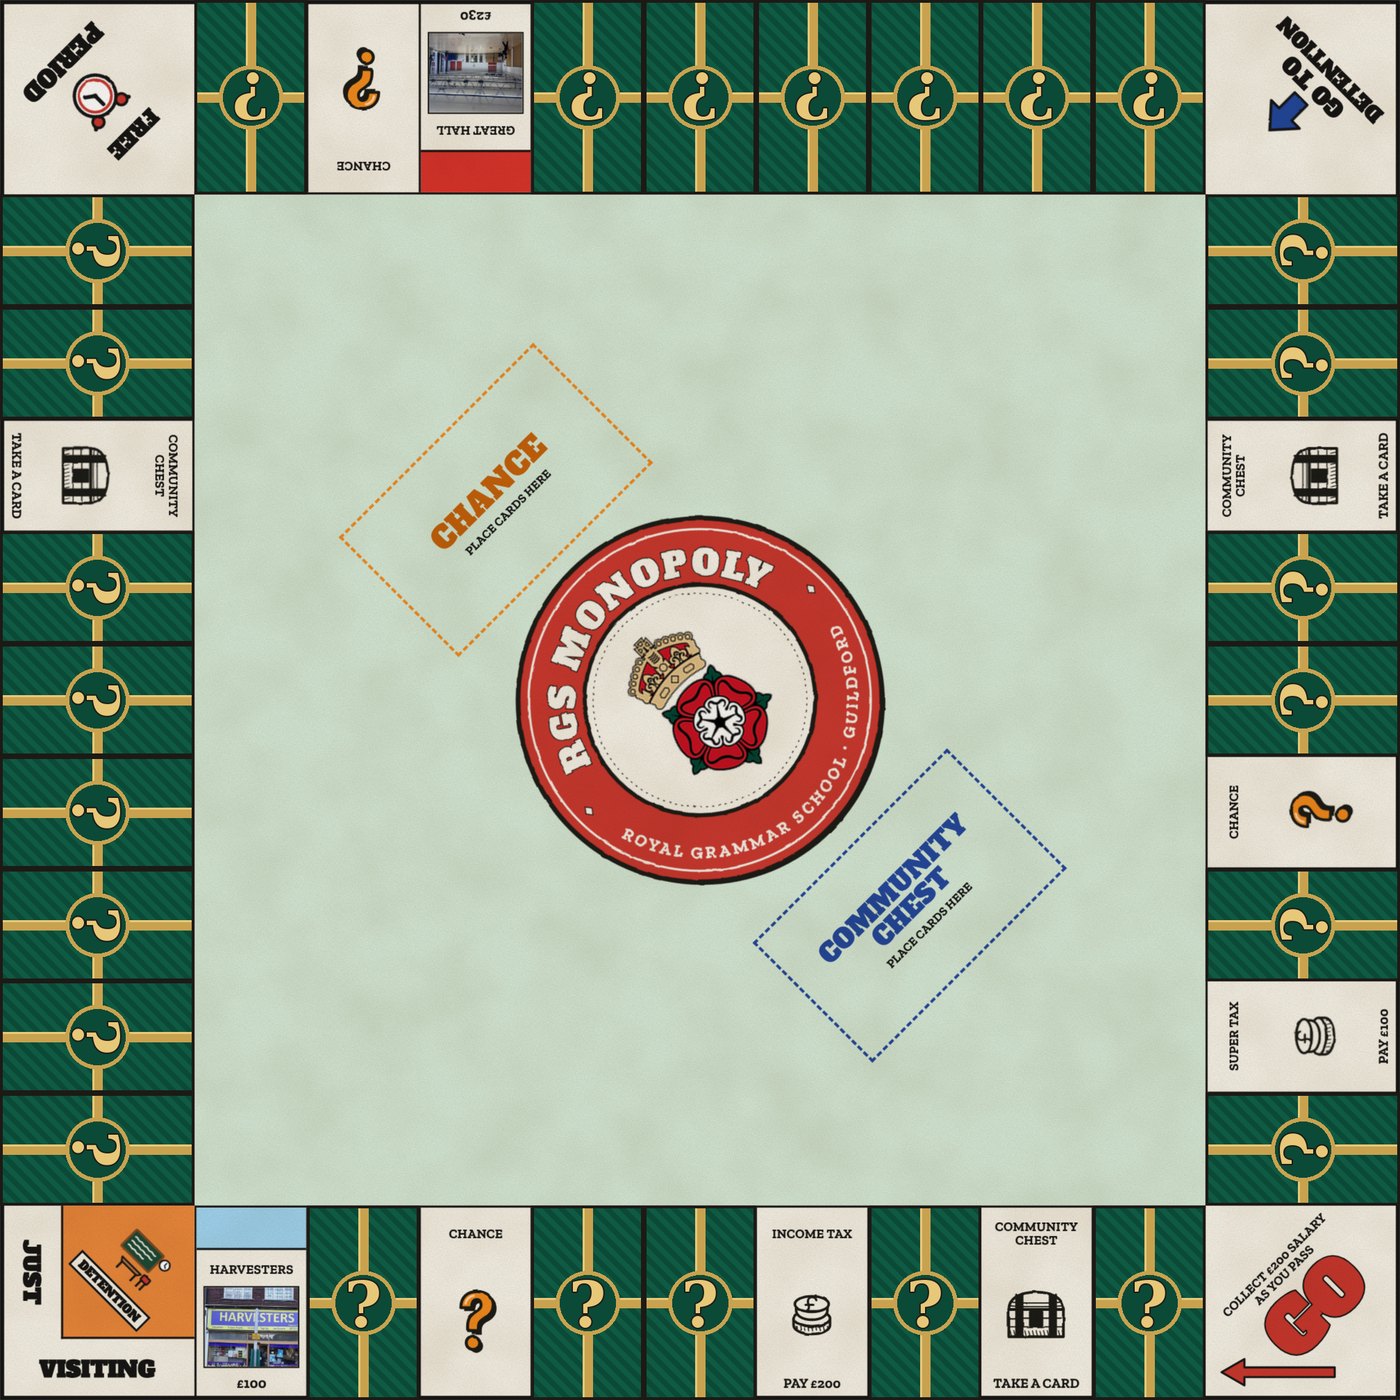 FREE
PERIOD
?
?
CHANCE
£230
GREAT HALL
?
?
?
?
?
?
GO TO
DETENTION
?
?
COMMUNITY
CHEST
TAKE A CARD
?
?
?
?
?
?
?
?
COMMUNITY
CHEST
TAKE A CARD
?
?
?
CHANCE
?
SUPER TAX
£
PAY £100
?
CHANCE
PLACE CARDS HERE
RGS MONOPOLY
ROYAL GRAMMAR SCHOOL · GUILDFORD
COMMUNITY
CHEST
PLACE CARDS HERE
JUST
VISITING
DETENTION
HARVESTERS
HARVESTERS
£100
?
CHANCE
?
?
?
INCOME TAX
£
PAY £200
?
COMMUNITY
CHEST
TAKE A CARD
?
COLLECT £200 SALARY
AS YOU PASS
GO